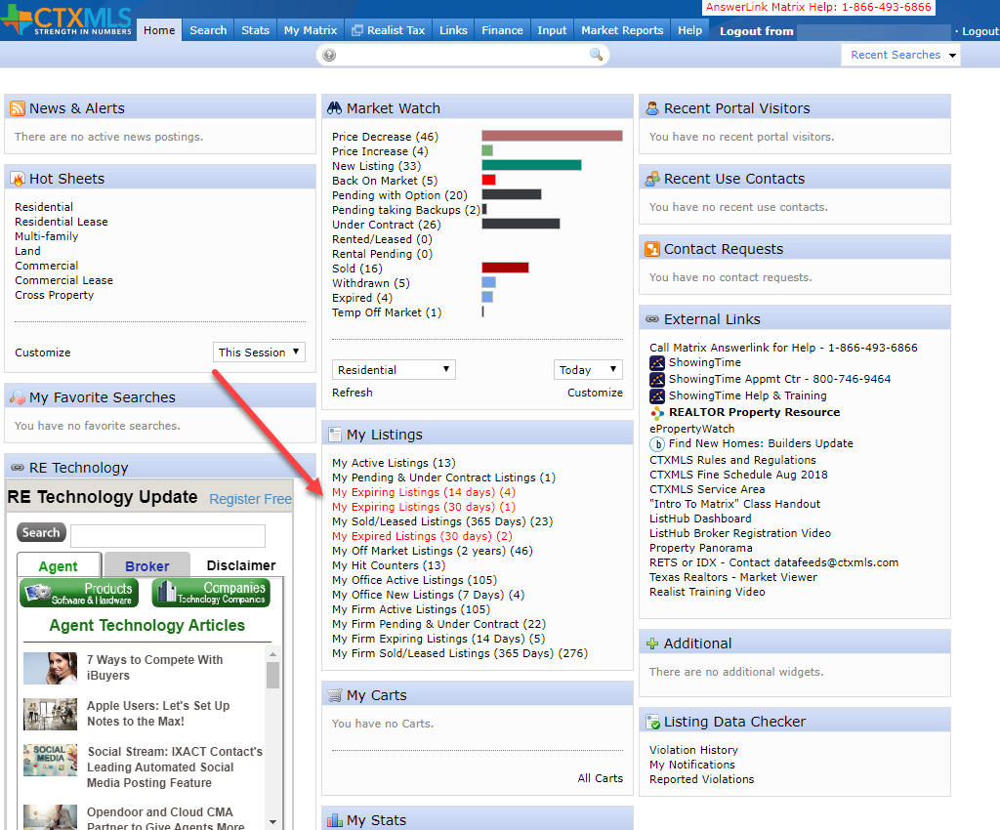 AnswerLink Matrix Help: 1-866-493-6866
CTXMLS
STRENGTH IN NUMBERS
Home Search Stats My Matrix Realist Tax Links Finance Input Market Reports Help Logout from · Logout
Recent Searches
News & Alerts
There are no active news postings.
Hot Sheets
Residential
Residential Lease
Multi-family
Land
Commercial
Commercial Lease
Cross Property
Customize This Session
My Favorite Searches
You have no favorite searches.
RE Technology
RE Technology Update Register Free
Search
Agent Broker Disclaimer
Products Companies
Software & Hardware Technology Companies
Agent Technology Articles
7 Ways to Compete With
iBuyers
Apple Users: Let's Set Up
Notes to the Max!
SOCIAL
MEDIA
Social Stream: IXACT Contact's
Leading Automated Social
Media Posting Feature
Opendoor and Cloud CMA
Partner to Give Agents More
Market Watch
Price Decrease (46)
Price Increase (4)
New Listing (33)
Back On Market (5)
Pending with Option (20)
Pending taking Backups (2)
Under Contract (26)
Rented/Leased (0)
Rental Pending (0)
Sold (16)
Withdrawn (5)
Expired (4)
Temp Off Market (1)
Residential Today
Refresh Customize
My Listings
My Active Listings (13)
My Pending & Under Contract Listings (1)
My Expiring Listings (14 days) (4)
My Expiring Listings (30 days) (1)
My Sold/Leased Listings (365 Days) (23)
My Expired Listings (30 days) (2)
My Off Market Listings (2 years) (46)
My Hit Counters (13)
My Office Active Listings (105)
My Office New Listings (7 Days) (4)
My Firm Active Listings (105)
My Firm Pending & Under Contract (22)
My Firm Expiring Listings (14 Days) (5)
My Firm Sold/Leased Listings (365 Days) (276)
My Carts
You have no Carts.
All Carts
My Stats
Recent Portal Visitors
You have no recent portal visitors.
Recent Use Contacts
You have no recent use contacts.
Contact Requests
You have no contact requests.
External Links
Call Matrix Answerlink for Help - 1-866-493-6866
ShowingTime
ShowingTime Appmt Ctr - 800-746-9464
ShowingTime Help & Training
REALTOR Property Resource
ePropertyWatch
b Find New Homes: Builders Update
CTXMLS Rules and Regulations
CTXMLS Fine Schedule Aug 2018
CTXMLS Service Area
"Intro To Matrix" Class Handout
ListHub Dashboard
ListHub Broker Registration Video
Property Panorama
RETS or IDX - Contact datafeeds@ctxmls.com
Texas Realtors - Market Viewer
Realist Training Video
Additional
There are no additional widgets.
Listing Data Checker
Violation History
My Notifications
Reported Violations